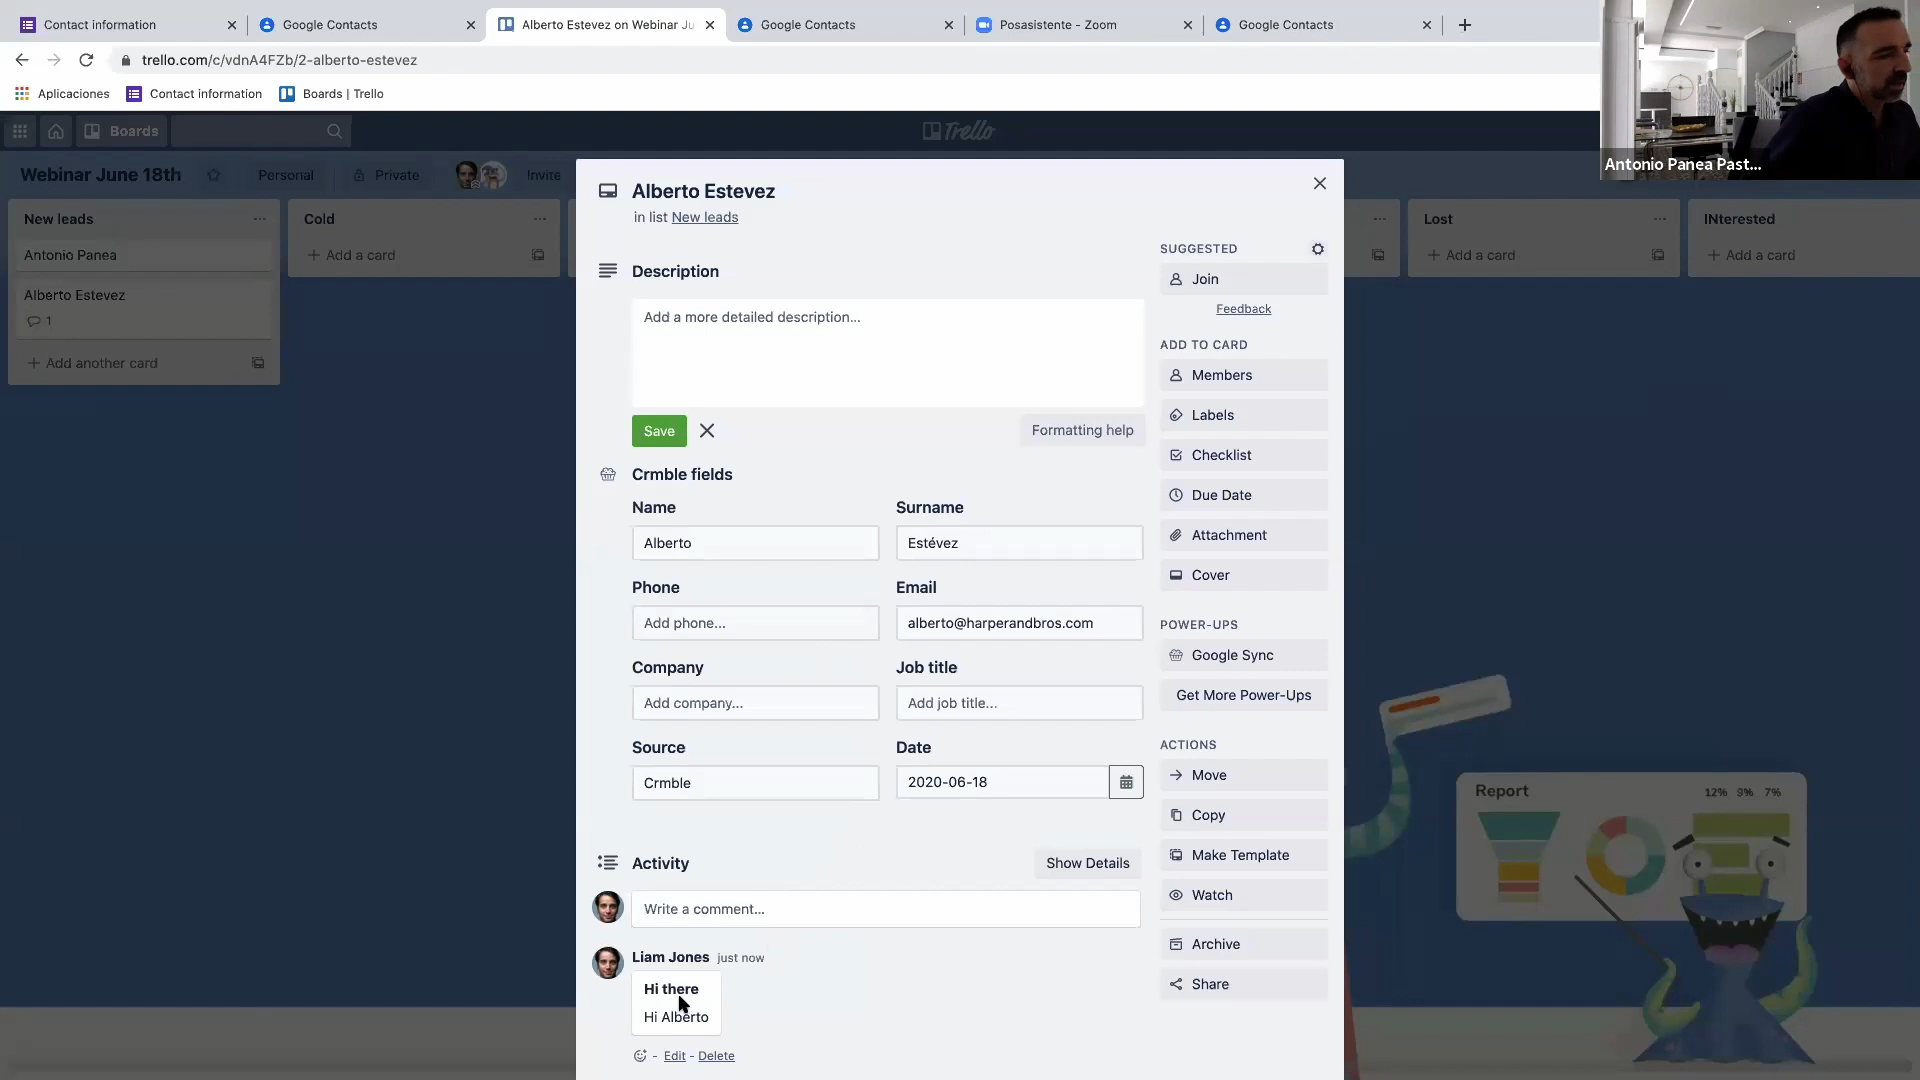 Contact information
Google Contacts
Alberto Estevez on Webinar Ju
Google Contacts
Posasistente - Zoom
Google Contacts
trello.com/c/vdnA4FZb/2-alberto-estevez
Aplicaciones
Contact information
Boards | Trello
Boards
Trello
Antonio Panea Past...
Webinar June 18th
Personal
Private
Invite
New leads
Antonio Panea
Alberto Estevez
1
+ Add another card
Cold
+ Add a card
Lost
+ Add a card
INterested
+ Add a card
Alberto Estevez
in list New leads
Description
Add a more detailed description...
Save
Formatting help
Crmble fields
Name
Surname
Alberto
Estévez
Phone
Email
Add phone...
alberto@harperandbros.com
Company
Job title
Add company...
Add job title...
Source
Date
Crmble
2020-06-18
Activity
Show Details
Write a comment...
Liam Jones just now
Hi there
Hi Alberto
- Edit - Delete
SUGGESTED
Join
Feedback
ADD TO CARD
Members
Labels
Checklist
Due Date
Attachment
Cover
POWER-UPS
Google Sync
Get More Power-Ups
ACTIONS
Move
Copy
Make Template
Watch
Archive
Share
Report
12% 9% 7%